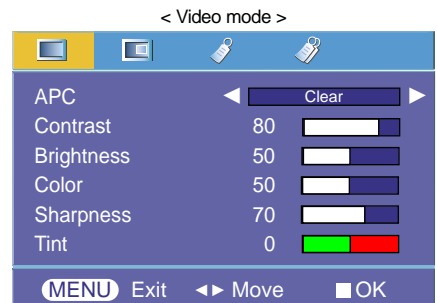 < Video mode >
APC ◀ Clear ▶
Contrast 80
Brightness 50
Color 50
Sharpness 70
Tint 0
MENU Exit ◄► Move ■OK